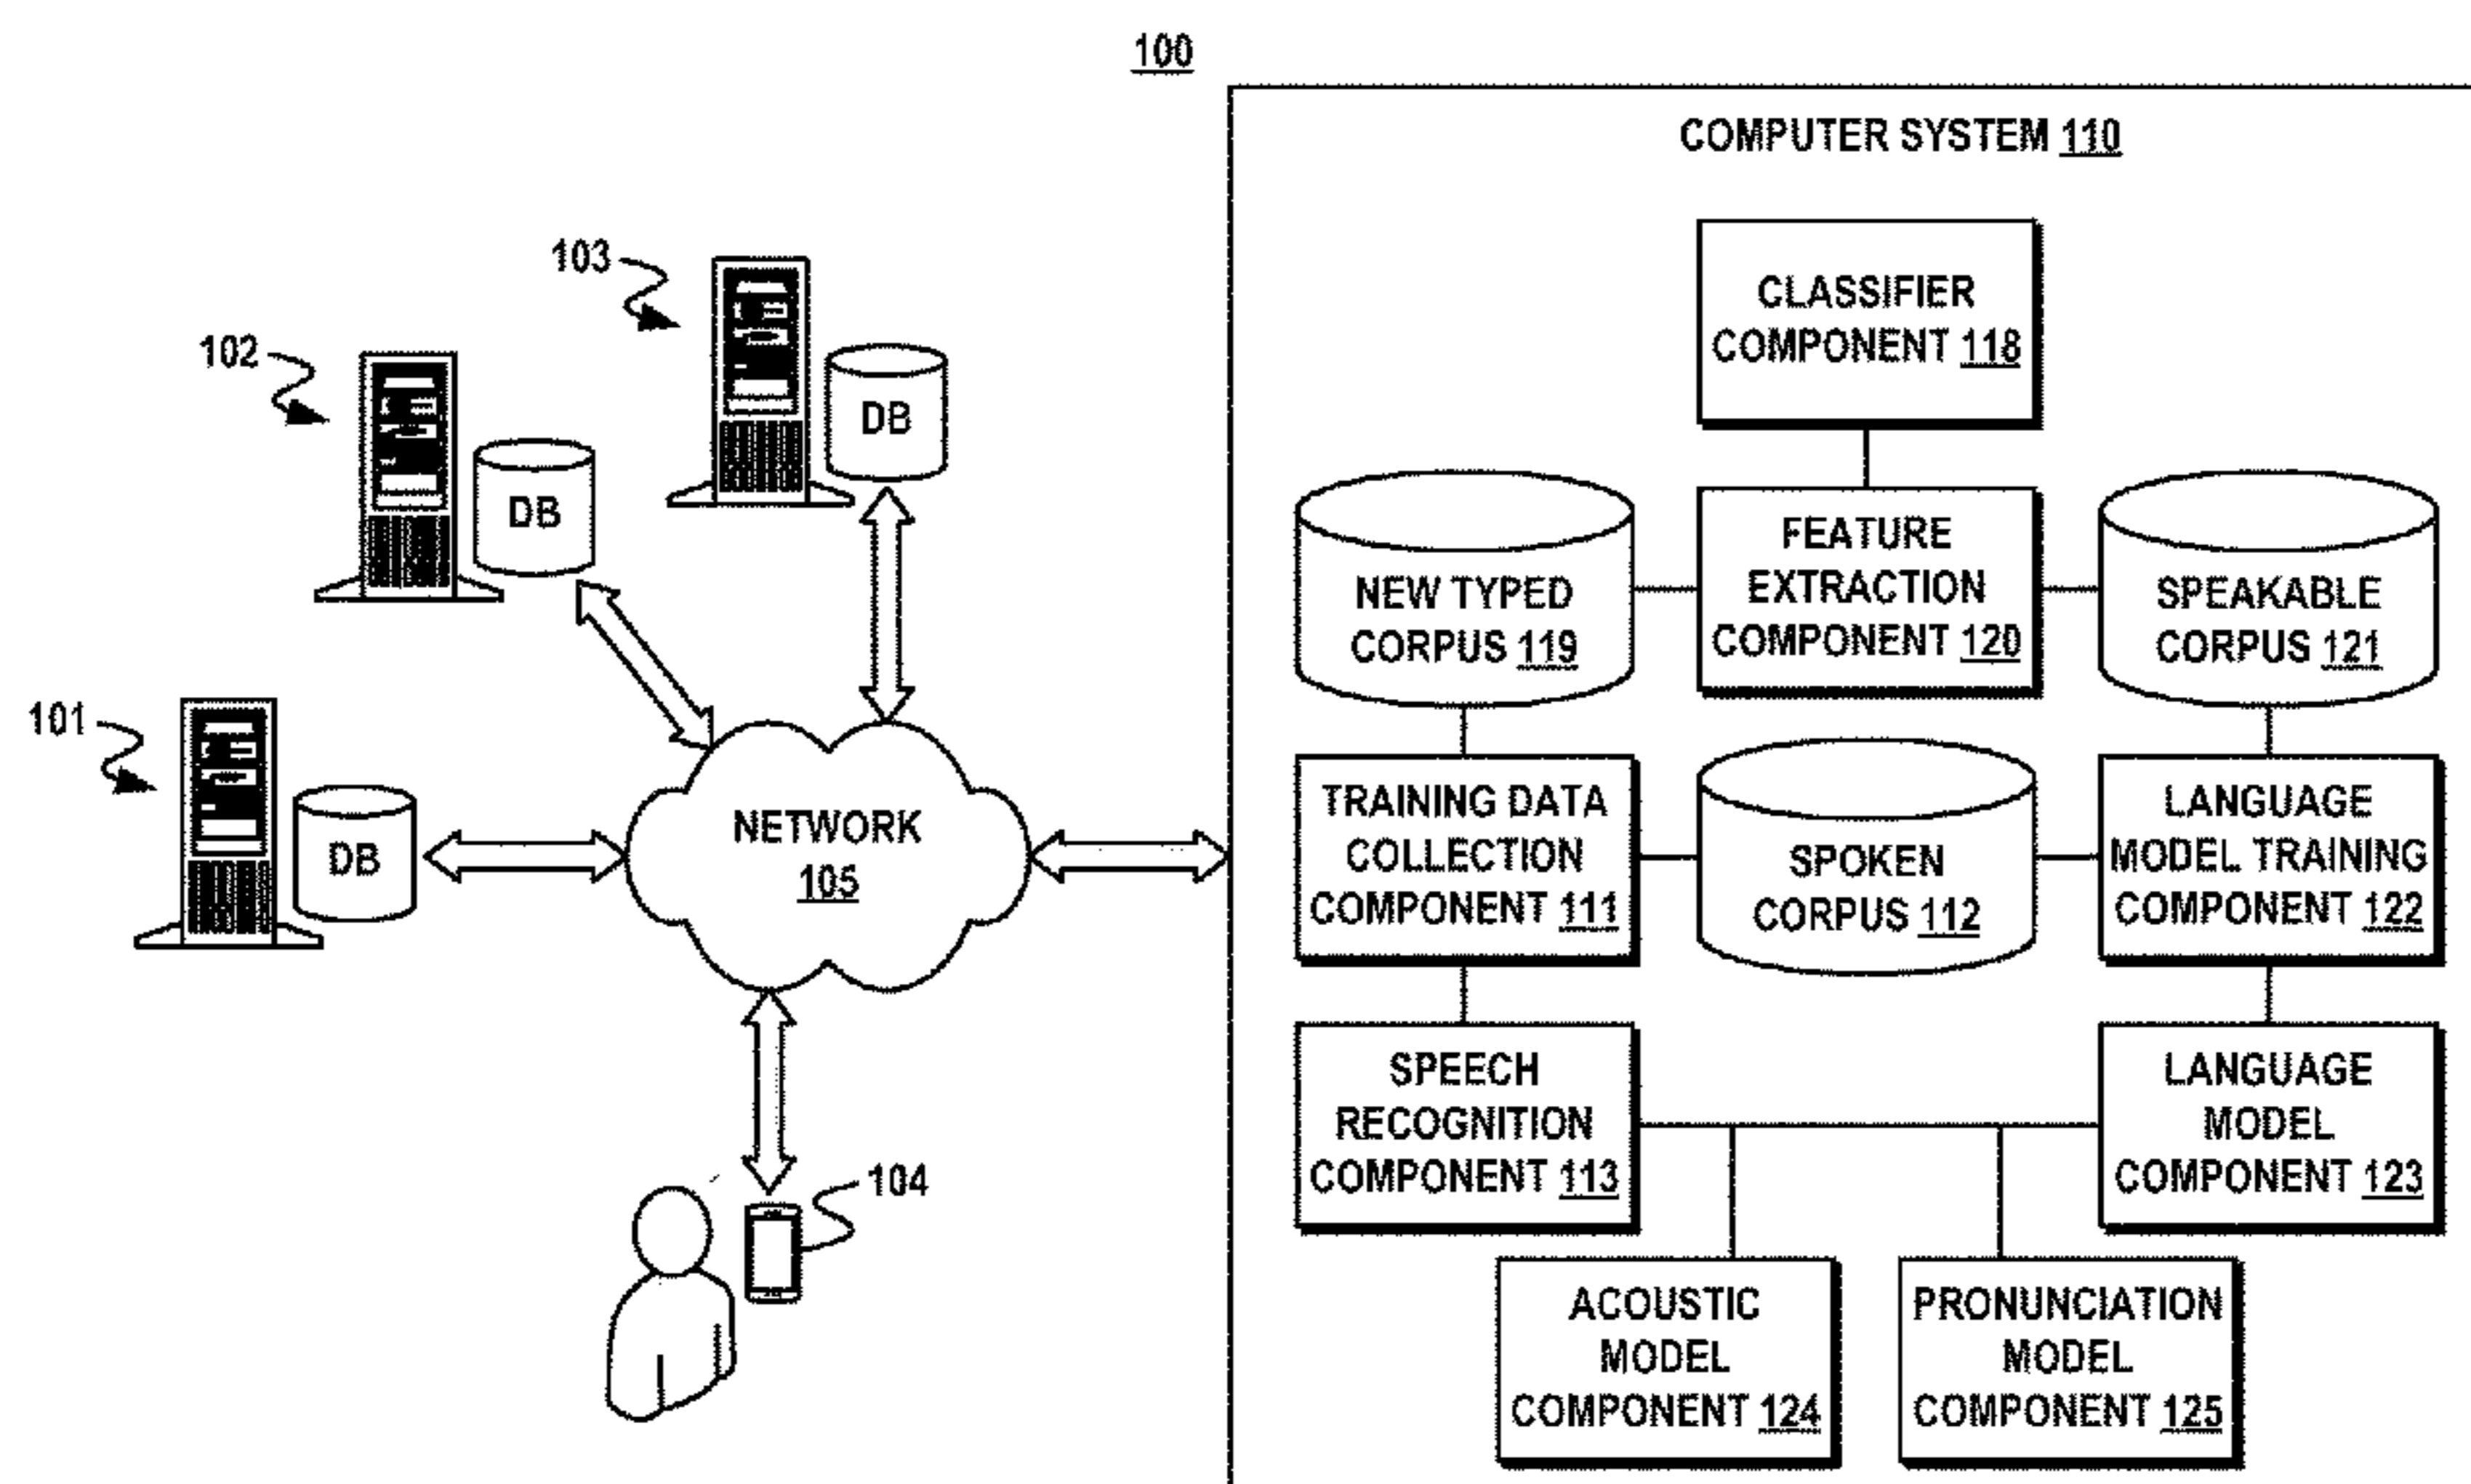 100
COMPUTER SYSTEM 110
103
102
101
DB
DB
DB
NETWORK
105
104
CLASSIFIER
COMPONENT 118
NEW TYPED
CORPUS 119
FEATURE
EXTRACTION
COMPONENT 120
SPEAKABLE
CORPUS 121
TRAINING DATA
COLLECTION
COMPONENT 111
SPOKEN
CORPUS 112
LANGUAGE
MODEL TRAINING
COMPONENT 122
SPEECH
RECOGNITION
COMPONENT 113
LANGUAGE
MODEL
COMPONENT 123
ACOUSTIC
MODEL
COMPONENT 124
PRONUNCIATION
MODEL
COMPONENT 125